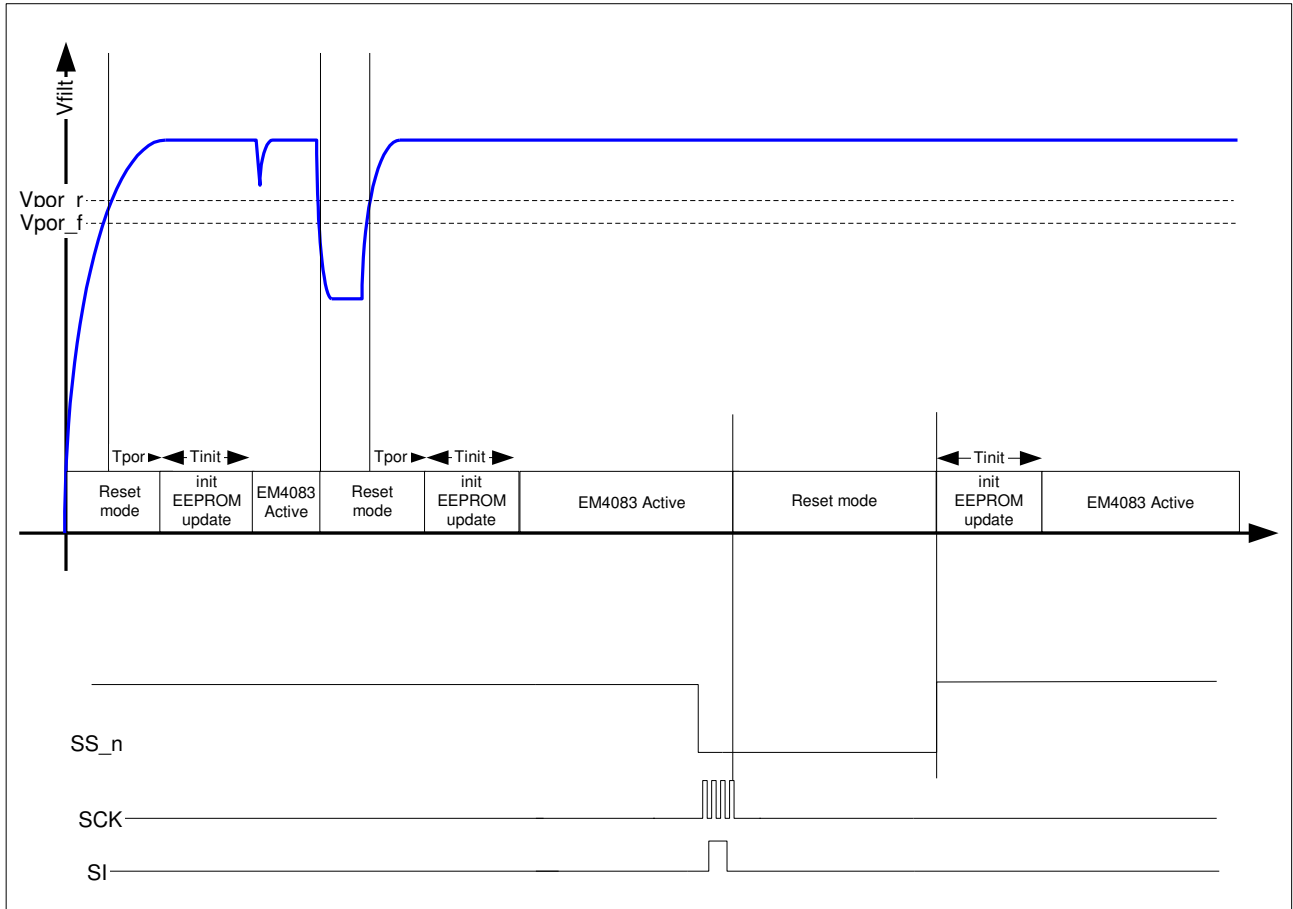 Vfilt
Vpor_r
Vpor_f
Tpor
Tinit
Tpor
Tinit
Tinit
Reset
mode
init
EEPROM
update
EM4083
Active
Reset
mode
init
EEPROM
update
EM4083 Active
Reset mode
init
EEPROM
update
EM4083 Active
SS_n
SCK
SI